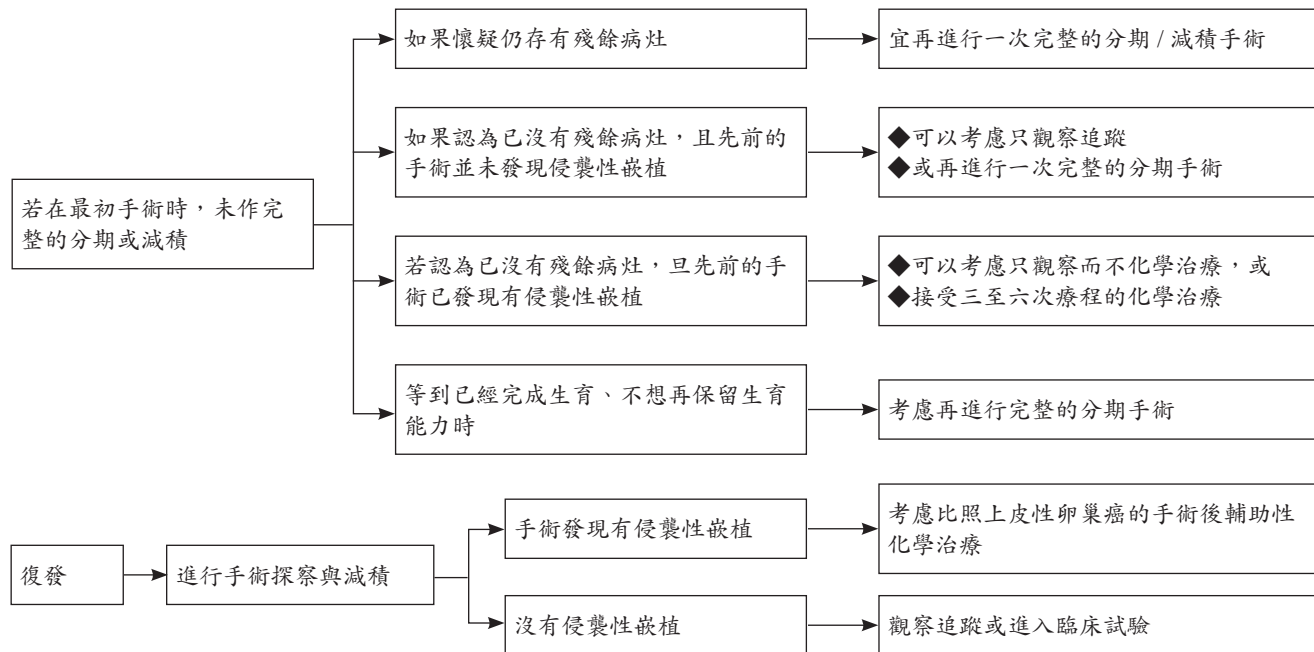 如果懷疑仍存有殘餘病灶
宜再進行一次完整的分期 / 減積手術
如果認為已沒有殘餘病灶，且先前的
手術並未發現侵襲性嵌植
◆可以考慮只觀察追蹤
◆或再進行一次完整的分期手術
若在最初手術時，未作完
整的分期或減積
若認為已沒有殘餘病灶，旦先前的手
術已發現有侵襲性嵌植
◆可以考慮只觀察而不化學治療，或
◆接受三至六次療程的化學治療
等到已經完成生育、不想再保留生育
能力時
考慮再進行完整的分期手術
復發
進行手術探察與減積
手術發現有侵襲性嵌植
考慮比照上皮性卵巢癌的手術後輔助性
化學治療
沒有侵襲性嵌植
觀察追蹤或進入臨床試驗